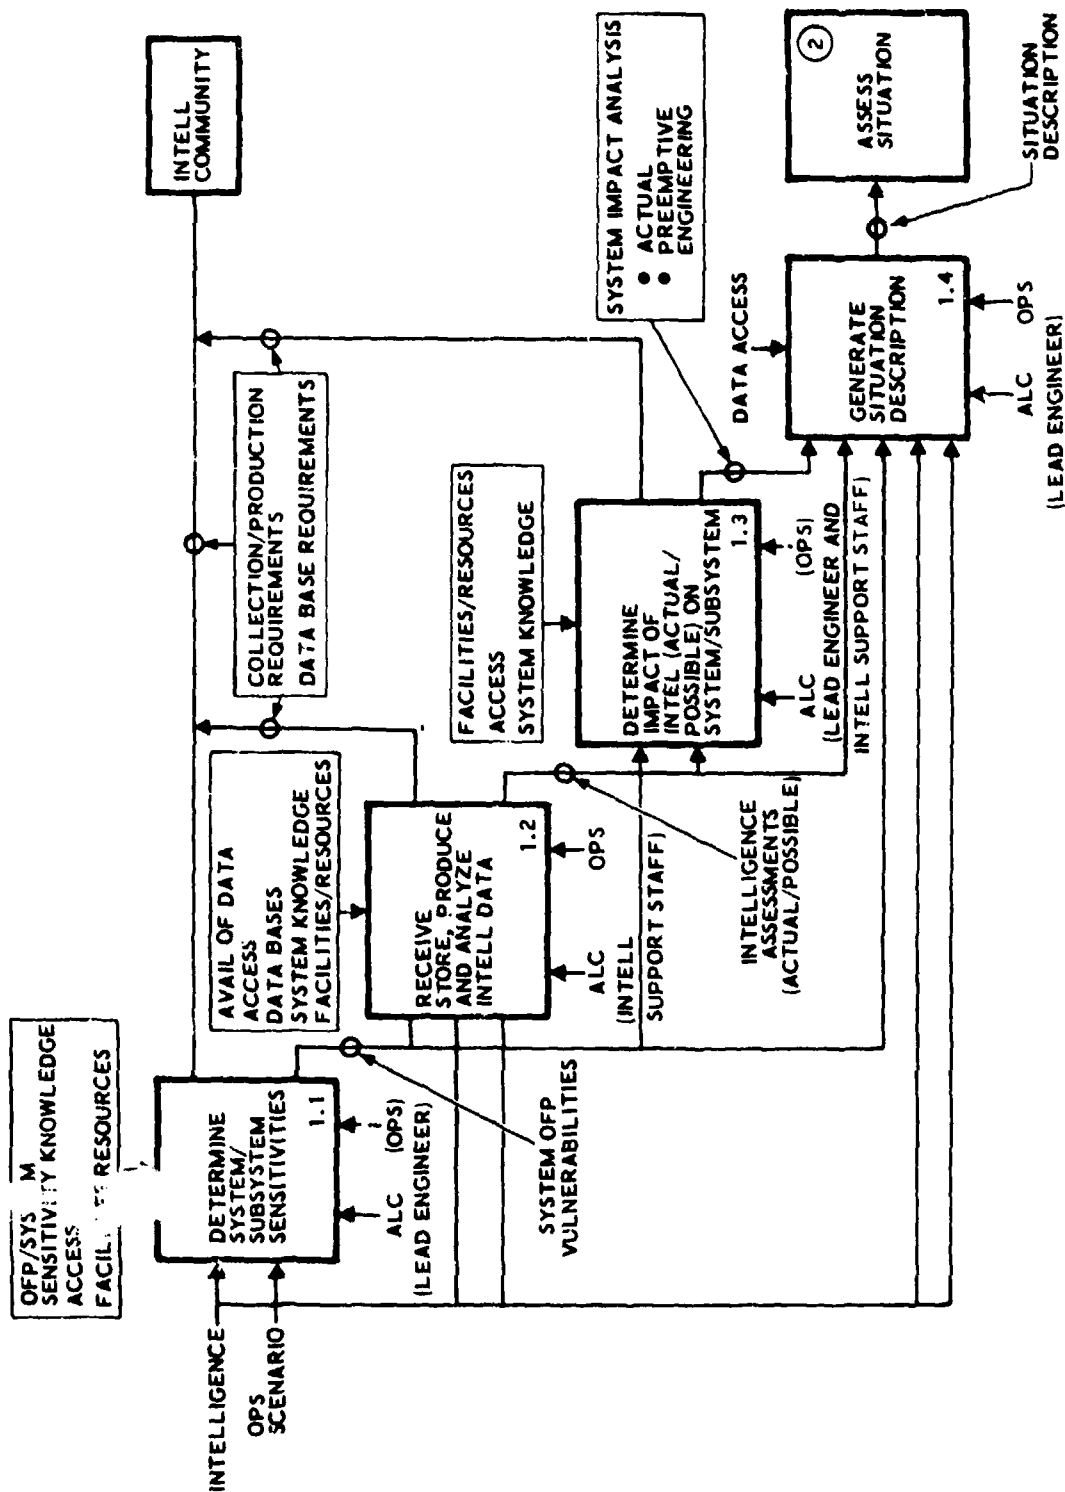 OFP/SYS M
SENSITIVITY KNOWLEDGE
ACCESS
RESOURCES
INTELLIGENCE
OPS
SCENARIO
DETERMINE
SYSTEM/
SUBSYSTEM
SENSITIVITIES
1.1
ALC
(LEAD ENGINEER)
(OPS)
SYSTEM OFP
VULNERABILITIES
AVAIL OF DATA
ACCESS
DATA BASES
SYSTEM KNOWLEDGE
FACILITIES/RESOURCES
RECEIVE
STORE, PRODUCE
AND ANALYZE
INTELL DATA
1.2
ALC
(INTELL
SUPPORT STAFF)
OPS
INTELLIGENCE
ASSESSMENTS
(ACTUAL/POSSIBLE)
COLLECTION/PRODUCTION
REQUIREMENTS
DATA BASE REQUIREMENTS
INTELL
COMMUNITY
FACILITIES/RESOURCES
ACCESS
SYSTEM KNOWLEDGE
DETERMINE
IMPACT OF
INTEL (ACTUAL/
POSSIBLE) ON
SYSTEM/SUBSYSTEM
1.3
ALC
(LEAD ENGINEER AND
INTELL SUPPORT STAFF)
(OPS)
SYSTEM IMPACT ANALYSIS
● ACTUAL
● PREEMPTIVE
ENGINEERING
DATA ACCESS
GENERATE
SITUATION
DESCRIPTION
1.4
ALC
(LEAD ENGINEER)
OPS
2
ASSESS
SITUATION
SITUATION
DESCRIPTION